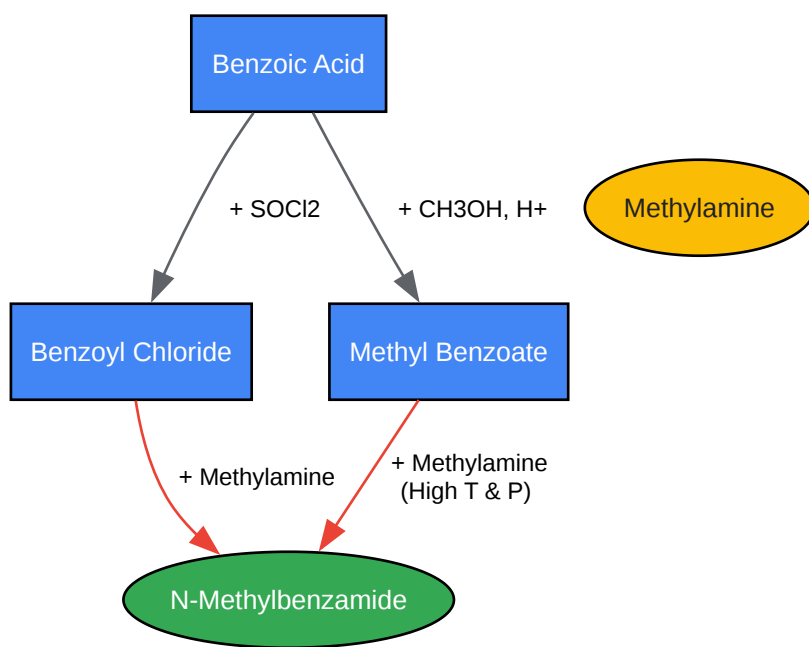 Benzoic Acid
+ SOCl2
+ CH3OH, H+
Methylamine
Benzoyl Chloride
Methyl Benzoate
+ Methylamine
+ Methylamine
(High T & P)
N-Methylbenzamide